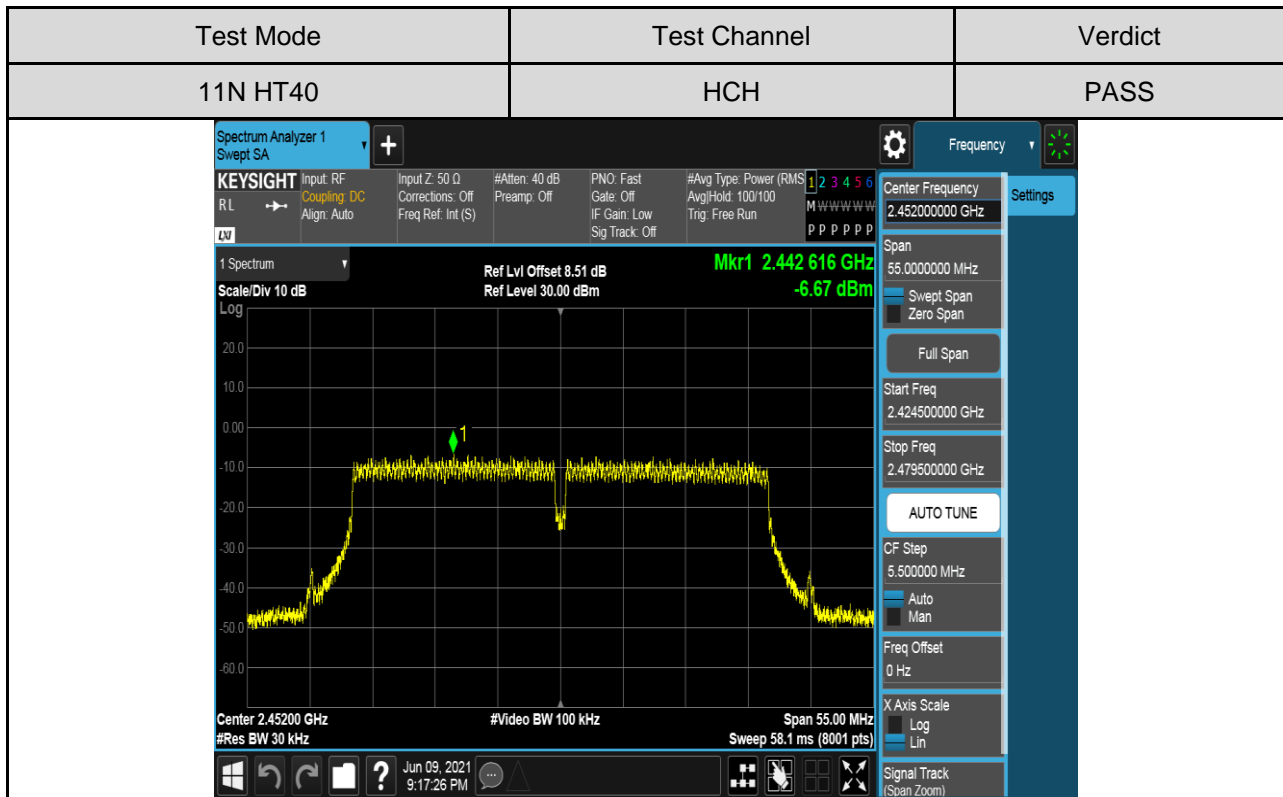 Test Mode Test Channel Verdict
11N HT40 HCH PASS
Spectrum Analyzer 1
Swept SA
+
Frequency
KEYSIGHT
RL
LXI
Input: RF
Coupling: DC
Align: Auto
Input Z: 50 Ω
Corrections: Off
Freq Ref: Int (S)
#Atten: 40 dB
Preamp: Off
PNO: Fast
Gate: Off
IF Gain: Low
Sig Track: Off
#Avg Type: Power (RMS
Avg|Hold: 100/100
Trig: Free Run
1 2 3 4 5 6
M W W W W W
P P P P P P
1 Spectrum
Scale/Div 10 dB
Log
Ref Lvl Offset 8.51 dB
Ref Level 30.00 dBm
Mkr1 2.442 616 GHz
-6.67 dBm
20.0
10.0
0.00
-10.0
-20.0
-30.0
-40.0
-50.0
-60.0
1
Center 2.45200 GHz
#Res BW 30 kHz
#Video BW 100 kHz
Span 55.00 MHz
Sweep 58.1 ms (8001 pts)
?
Jun 09, 2021
9:17:26 PM
Center Frequency
2.452000000 GHz
Settings
Span
55.0000000 MHz
Swept Span
Zero Span
Full Span
Start Freq
2.424500000 GHz
Stop Freq
2.479500000 GHz
AUTO TUNE
CF Step
5.500000 MHz
Auto
Man
Freq Offset
0 Hz
X Axis Scale
Log
Lin
Signal Track
(Span Zoom)